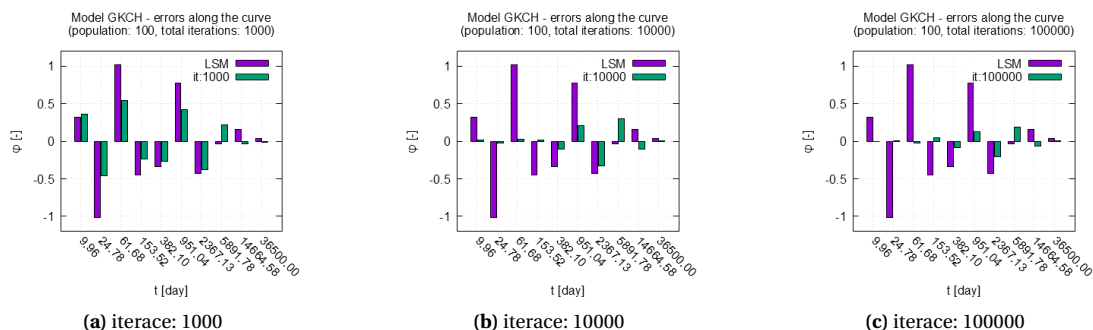 Model GKCH - errors along the curve
(population: 100, total iterations: 1000)
LSM
it:1000
1
0.5
0
-0.5
-1
φ [-]
9.96
24.78
61.68
153.52
382.10
951.04
2367.13
5891.78
14664.58
36500.00
t [day]
(a) iterace: 1000
Model GKCH - errors along the curve
(population: 100, total iterations: 10000)
LSM
it:10000
1
0.5
0
-0.5
-1
φ [-]
9.96
24.78
61.68
153.52
382.10
951.04
2367.13
5891.78
14664.58
36500.00
t [day]
(b) iterace: 10000
Model GKCH - errors along the curve
(population: 100, total iterations: 100000)
LSM
it:100000
1
0.5
0
-0.5
-1
φ [-]
9.96
24.78
61.68
153.52
382.10
951.04
2367.13
5891.78
14664.58
36500.00
t [day]
(c) iterace: 100000